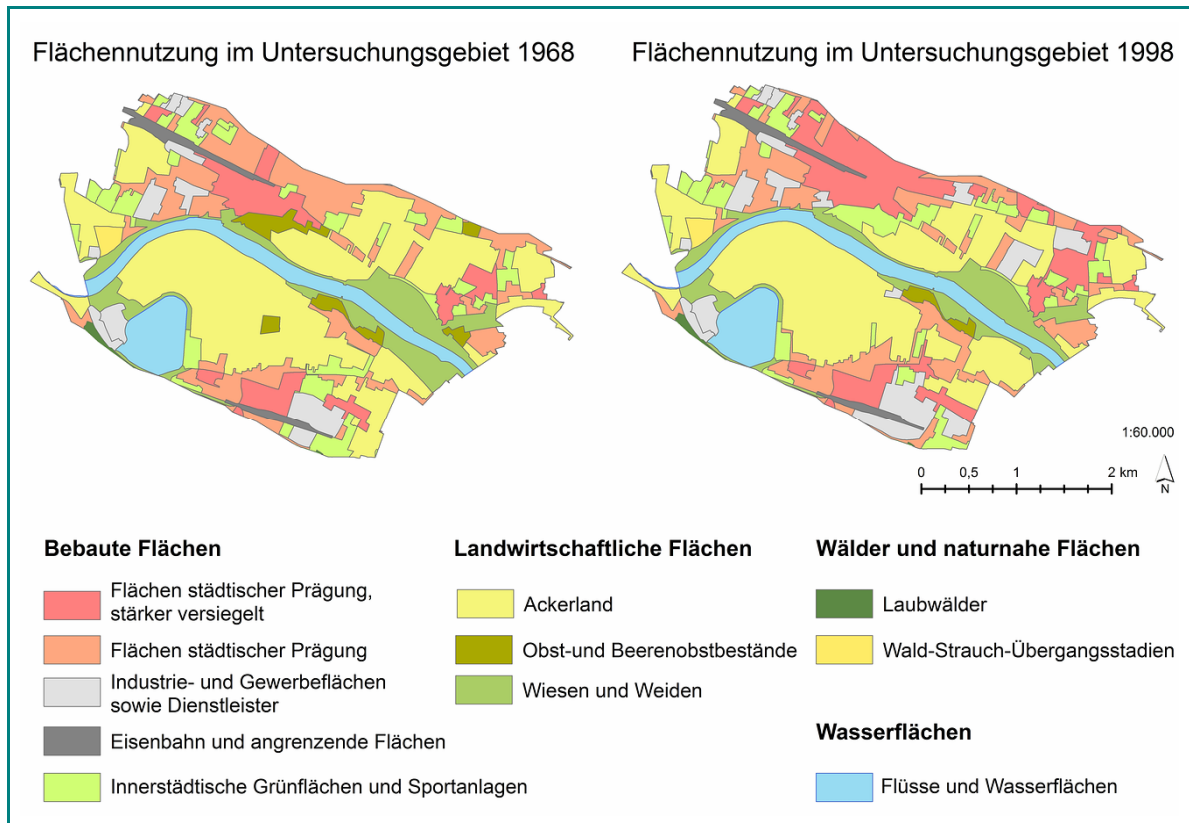 Flächennutzung im Untersuchungsgebiet 1968
Flächennutzung im Untersuchungsgebiet 1998
1:60.000
0 0,5 1 2 km
N
Bebaute Flächen
Flächen städtischer Prägung,
stärker versiegelt
Flächen städtischer Prägung
Industrie- und Gewerbeflächen
sowie Dienstleister
Eisenbahn und angrenzende Flächen
Innerstädtische Grünflächen und Sportanlagen
Landwirtschaftliche Flächen
Ackerland
Obst-und Beerenobstbestände
Wiesen und Weiden
Wälder und naturnahe Flächen
Laubwälder
Wald-Strauch-Übergangsstadien
Wasserflächen
Flüsse und Wasserflächen